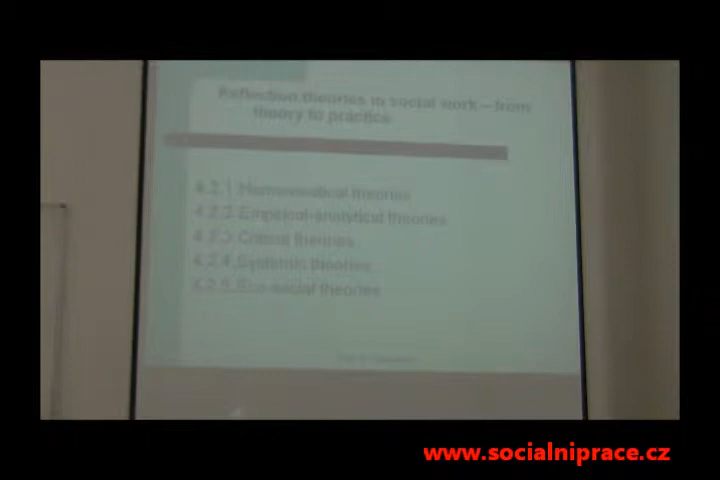 Reflection theories in social work – from
theory to practice
4.2.1 Hermeneutical theories
4.2.2 Empirical-analytical theories
4.2.3 Critical theories
4.2.4 Systemic theories
4.2.5 Eco-social theories
www.socialniprace.cz